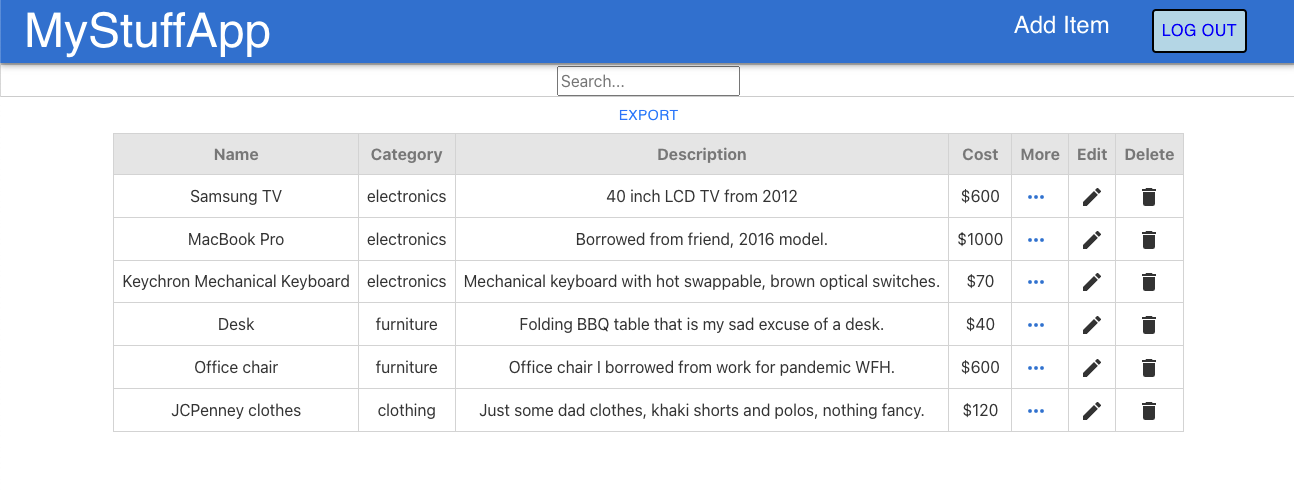 MyStuffApp Add Item LOG OUT
Search...
EXPORT
Name Category Description Cost More Edit Delete
Samsung TV electronics 40 inch LCD TV from 2012 $600
MacBook Pro electronics Borrowed from friend, 2016 model. $1000
Keychron Mechanical Keyboard electronics Mechanical keyboard with hot swappable, brown optical switches. $70
Desk furniture Folding BBQ table that is my sad excuse of a desk. $40
Office chair furniture Office chair I borrowed from work for pandemic WFH. $600
JCPenney clothes clothing Just some dad clothes, khaki shorts and polos, nothing fancy. $120